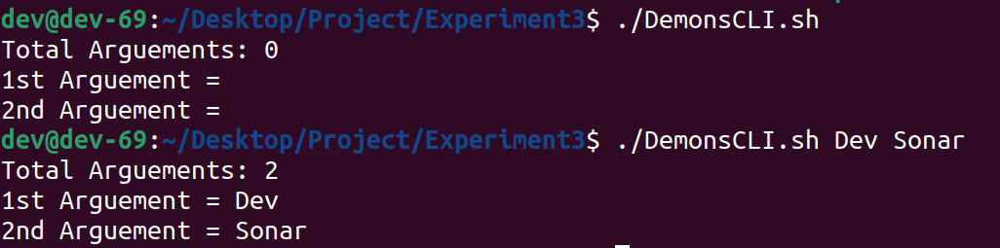 dev@dev-69:~/Desktop/Project/Experiment3$ ./DemonsCLI.sh
Total Arguements: 0
1st Arguement =
2nd Arguement =
dev@dev-69:~/Desktop/Project/Experiment3$ ./DemonsCLI.sh Dev Sonar
Total Arguements: 2
1st Arguement = Dev
2nd Arguement = Sonar